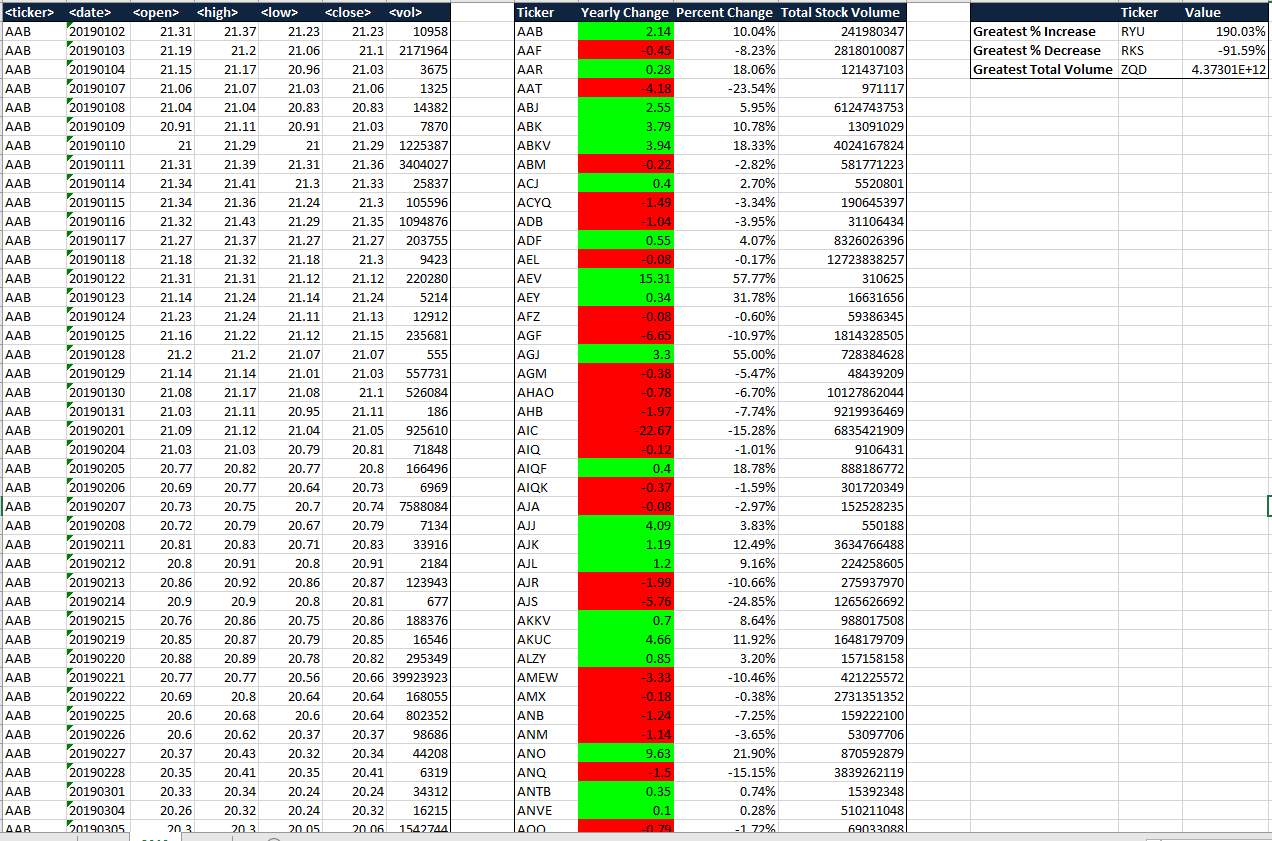 <ticker> <date> <open> <high> <low> <close> <vol> Ticker Yearly Change Percent Change Total Stock Volume Ticker Value
AAB 20190102 21.31 21.37 21.23 21.23 10958 AAB 2.14 10.04% 241980347 Greatest % Increase RYU 190.03%
AAB 20190103 21.19 21.2 21.06 21.1 2171964 AAF -0.45 -8.23% 2818010087 Greatest % Decrease RKS -91.59%
AAB 20190104 21.15 21.17 20.96 21.03 3675 AAR 0.28 18.06% 121437103 Greatest Total Volume ZQD 4.37301E+12
AAB 20190107 21.06 21.07 21.03 21.06 1325 AAT -4.18 -23.54% 971117
AAB 20190108 21.04 21.04 20.83 20.83 14382 ABJ 2.55 5.95% 6124743753
AAB 20190109 20.91 21.11 20.91 21.03 7870 ABK 3.79 10.78% 13091029
AAB 20190110 21 21.29 21 21.29 1225387 ABKV 3.94 18.33% 4024167824
AAB 20190111 21.31 21.39 21.31 21.36 3404027 ABM -0.22 -2.82% 581771223
AAB 20190114 21.34 21.41 21.3 21.33 25837 ACJ 0.4 2.70% 5520801
AAB 20190115 21.34 21.36 21.24 21.3 105596 ACYQ -1.49 -3.34% 190645397
AAB 20190116 21.32 21.43 21.29 21.35 1094876 ADB -1.04 -3.95% 31106434
AAB 20190117 21.27 21.37 21.27 21.27 203755 ADF 0.55 4.07% 8326026396
AAB 20190118 21.18 21.32 21.18 21.3 9423 AEL -0.08 -0.17% 12723838257
AAB 20190122 21.31 21.31 21.12 21.12 220280 AEV 15.31 57.77% 310625
AAB 20190123 21.14 21.24 21.14 21.24 5214 AEY 0.34 31.78% 16631656
AAB 20190124 21.23 21.24 21.11 21.13 12912 AFZ -0.08 -0.60% 59386345
AAB 20190125 21.16 21.22 21.12 21.15 235681 AGF -6.65 -10.97% 1814328505
AAB 20190128 21.2 21.2 21.07 21.07 555 AGJ 3.3 55.00% 728384628
AAB 20190129 21.14 21.14 21.01 21.03 557731 AGM -0.38 -5.47% 48439209
AAB 20190130 21.08 21.17 21.08 21.1 526084 AHAO -0.78 -6.70% 10127862044
AAB 20190131 21.03 21.11 20.95 21.11 186 AHB -1.97 -7.74% 9219936469
AAB 20190201 21.09 21.12 21.04 21.05 925610 AIC -22.67 -15.28% 6835421909
AAB 20190204 21.03 21.03 20.79 20.81 71848 AIQ -0.12 -1.01% 9106431
AAB 20190205 20.77 20.82 20.77 20.8 166496 AIQF 0.4 18.78% 888186772
AAB 20190206 20.69 20.77 20.64 20.73 6969 AIQK -0.37 -1.59% 301720349
AAB 20190207 20.73 20.75 20.7 20.74 7588084 AJA -0.08 -2.97% 152528235
AAB 20190208 20.72 20.79 20.67 20.79 7134 AJJ 4.09 3.83% 550188
AAB 20190211 20.81 20.83 20.71 20.83 33916 AJK 1.19 12.49% 3634766488
AAB 20190212 20.8 20.91 20.8 20.91 2184 AJL 1.2 9.16% 224258605
AAB 20190213 20.86 20.92 20.86 20.87 123943 AJR -1.99 -10.66% 275937970
AAB 20190214 20.9 20.9 20.8 20.81 677 AJS -5.76 -24.85% 1265626692
AAB 20190215 20.76 20.86 20.75 20.86 188376 AKKV 0.7 8.64% 988017508
AAB 20190219 20.85 20.87 20.79 20.85 16546 AKUC 4.66 11.92% 1648179709
AAB 20190220 20.88 20.89 20.78 20.82 295349 ALZY 0.85 3.20% 157158158
AAB 20190221 20.77 20.77 20.56 20.66 39923923 AMEW -3.33 -10.46% 421225572
AAB 20190222 20.69 20.8 20.64 20.64 168055 AMX -0.18 -0.38% 2731351352
AAB 20190225 20.6 20.68 20.6 20.64 802352 ANB -1.24 -7.25% 159222100
AAB 20190226 20.6 20.62 20.37 20.37 98686 ANM -1.14 -3.65% 53097706
AAB 20190227 20.37 20.43 20.32 20.34 44208 ANO 9.63 21.90% 870592879
AAB 20190228 20.35 20.41 20.35 20.41 6319 ANQ -1.5 -15.15% 3839262119
AAB 20190301 20.33 20.34 20.24 20.24 34312 ANTB 0.35 0.74% 15392348
AAB 20190304 20.26 20.32 20.24 20.32 16215 ANVE 0.1 0.28% 510211048
AAB 20190305 20.3 20.3 20.05 20.06 1542744 -0.79 -1.72% 69033088